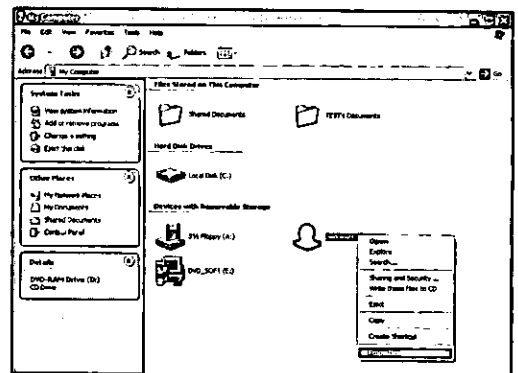 My Computer
File Edit View Favorites Tools Help
Search Folders
Address My Computer Go
System Tasks
View system information
Add or remove programs
Change a setting
Eject this disk
Other Places
My Network Places
My Documents
Shared Documents
Control Panel
Details
DVD-RAM Drive (D:)
CD Drive
Files Stored on This Computer
Shared Documents
TEST's Documents
Hard Disk Drives
Local Disk (C:)
Devices with Removable Storage
3½ Floppy (A:)
DVD_SOFT (E:)
Open
Explore
Search...
Sharing and Security...
Write these files to CD
Eject
Copy
Create Shortcut